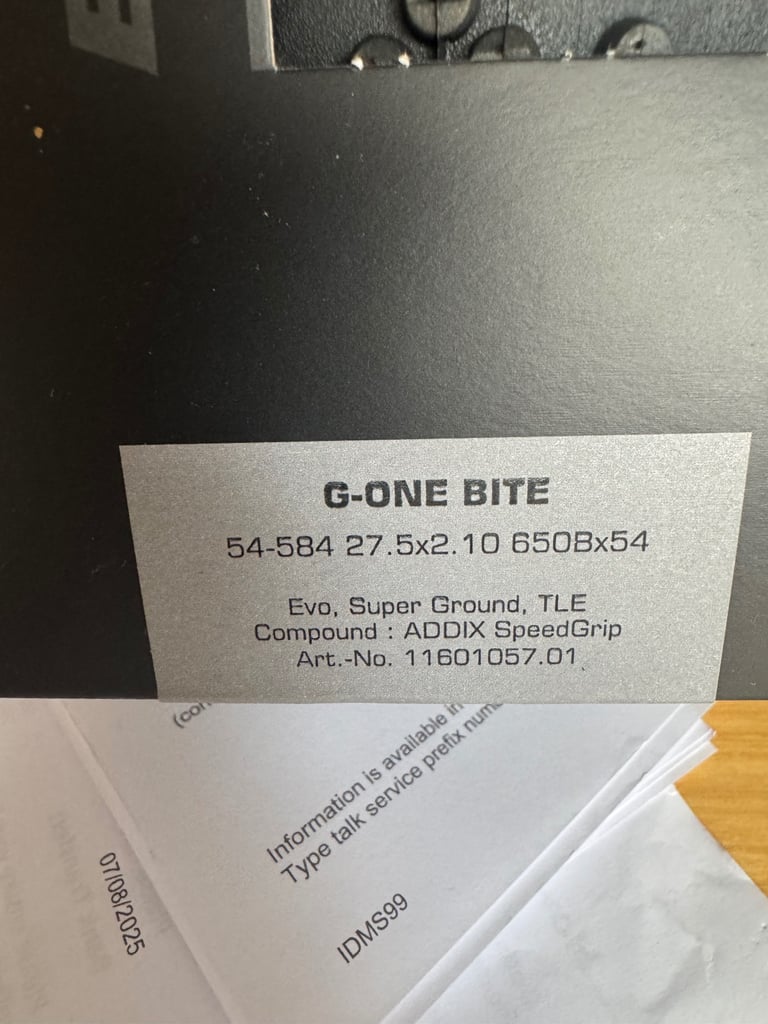 G-ONE BITE
54-584 27.5x2.10 650Bx54
Evo, Super Ground, TLE
Compound : ADDIX SpeedGrip
Art.-No. 11601057.01
Information is available in
Type talk service prefix
07/08/2025
IDMS99